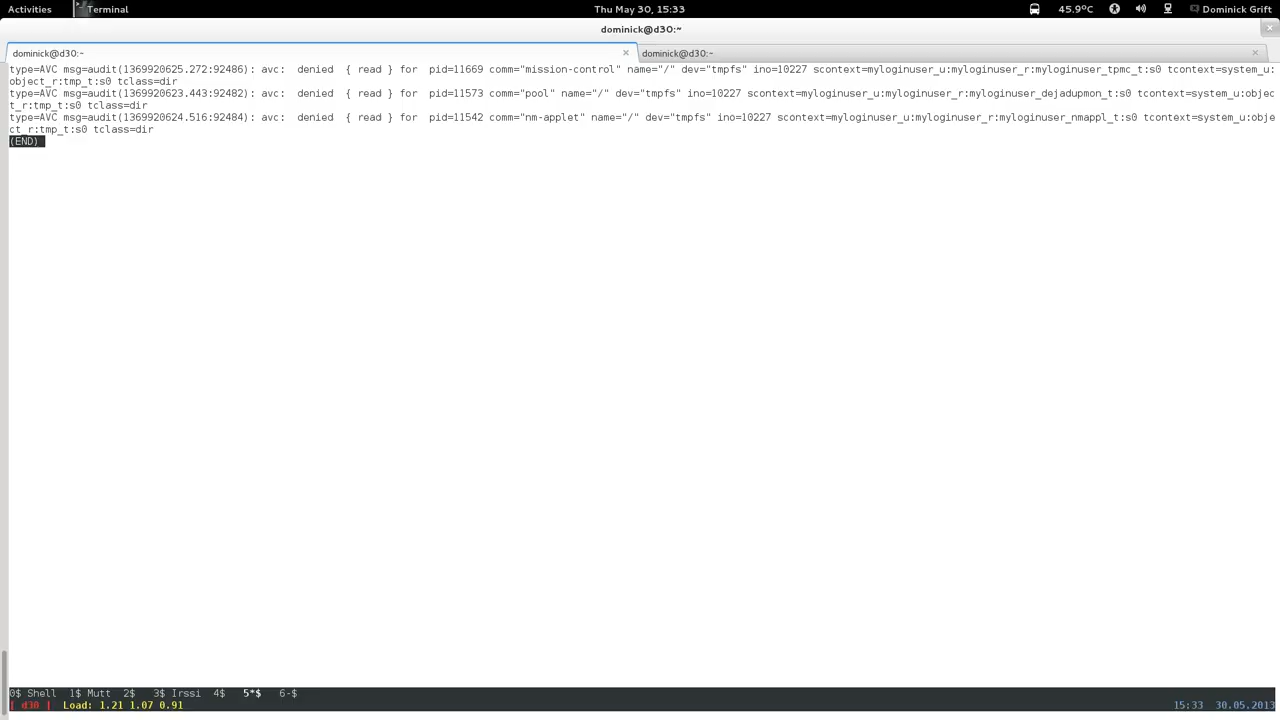 Activities Terminal Thu May 30, 15:33 45.9°C Dominick Grift
dominick@d30:~
dominick@d30:~ × dominick@d30:~ ×
type=AVC msg=audit(1369920625.272:92486): avc:  denied  { read } for  pid=11669 comm="mission-control" name="/" dev="tmpfs" ino=10227 scontext=myloginuser_u:myloginuser_r:myloginuser_tpmc_t:s0 tcontext=system_u:
object_r:tmp_t:s0 tclass=dir
type=AVC msg=audit(1369920623.443:92482): avc:  denied  { read } for  pid=11573 comm="pool" name="/" dev="tmpfs" ino=10227 scontext=myloginuser_u:myloginuser_r:myloginuser_dejadupmon_t:s0 tcontext=system_u:objec
t_r:tmp_t:s0 tclass=dir
type=AVC msg=audit(1369920624.516:92484): avc:  denied  { read } for  pid=11542 comm="nm-applet" name="/" dev="tmpfs" ino=10227 scontext=myloginuser_u:myloginuser_r:myloginuser_nmappl_t:s0 tcontext=system_u:obje
ct_r:tmp_t:s0 tclass=dir
(END)
0$ Shell  1$ Mutt  2$  3$ Irssi  4$  5*$  6-$
[ d30 ]  Load: 1.21 1.07 0.91 15:33  30.05.2013